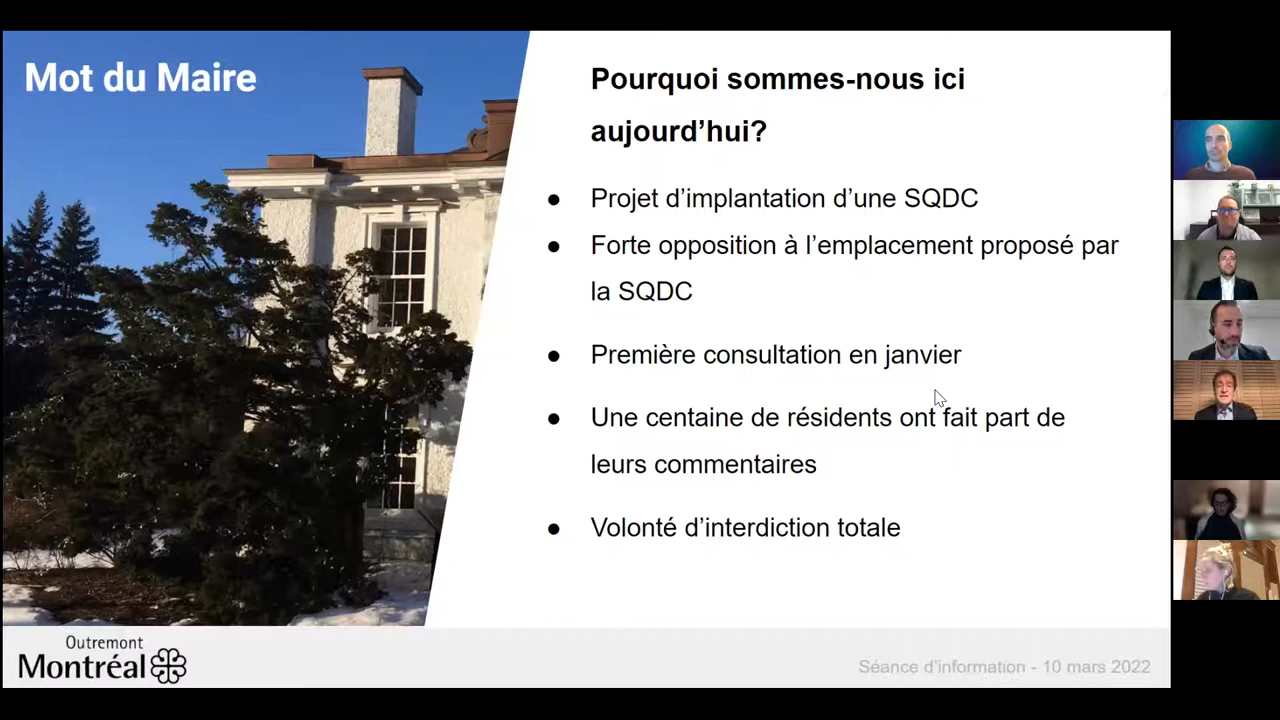 Mot du Maire
Pourquoi sommes-nous ici
aujourd’hui?
● Projet d’implantation d’une SQDC
● Forte opposition à l’emplacement proposé par
la SQDC
● Première consultation en janvier
● Une centaine de résidents ont fait part de
leurs commentaires
● Volonté d’interdiction totale
Outremont
Montréal
Séance d’information - 10 mars 2022